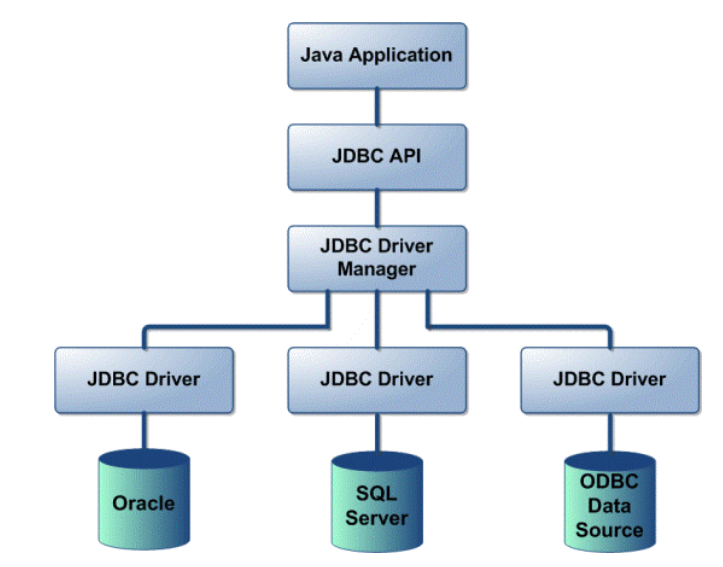 Java Application
JDBC API
JDBC Driver
Manager
JDBC Driver
JDBC Driver
JDBC Driver
Oracle
SQL
Server
ODBC
Data
Source